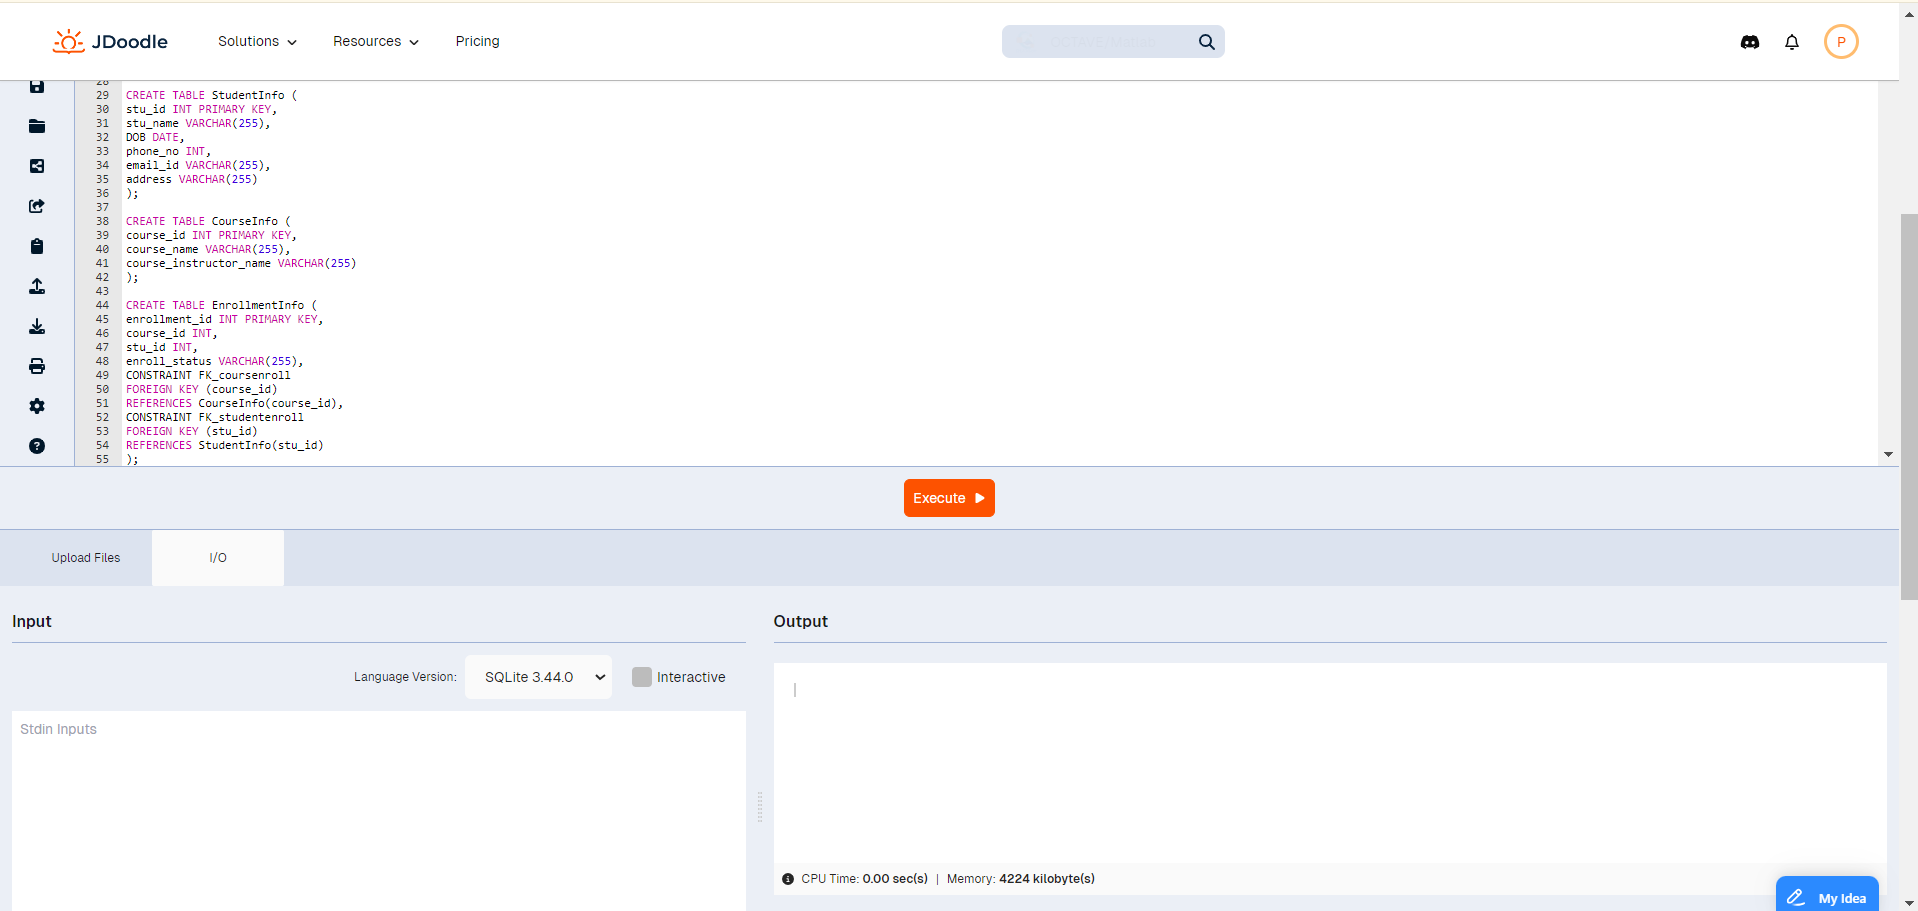 JDoodle
Solutions
Resources
Pricing
P
28
29 CREATE TABLE StudentInfo (
30 stu_id INT PRIMARY KEY,
31 stu_name VARCHAR(255),
32 DOB DATE,
33 phone_no INT,
34 email_id VARCHAR(255),
35 address VARCHAR(255)
36 );
37
38 CREATE TABLE CourseInfo (
39 course_id INT PRIMARY KEY,
40 course_name VARCHAR(255),
41 course_instructor_name VARCHAR(255)
42 );
43
44 CREATE TABLE EnrollmentInfo (
45 enrollment_id INT PRIMARY KEY,
46 course_id INT,
47 stu_id INT,
48 enroll_status VARCHAR(255),
49 CONSTRAINT FK_coursenroll
50 FOREIGN KEY (course_id)
51 REFERENCES CourseInfo(course_id),
52 CONSTRAINT FK_studentenroll
53 FOREIGN KEY (stu_id)
54 REFERENCES StudentInfo(stu_id)
55 );
Execute
Upload Files
I/O
Input
Output
Language Version:
SQLite 3.44.0
Interactive
Stdin Inputs
CPU Time: 0.00 sec(s) | Memory: 4224 kilobyte(s)
My Idea